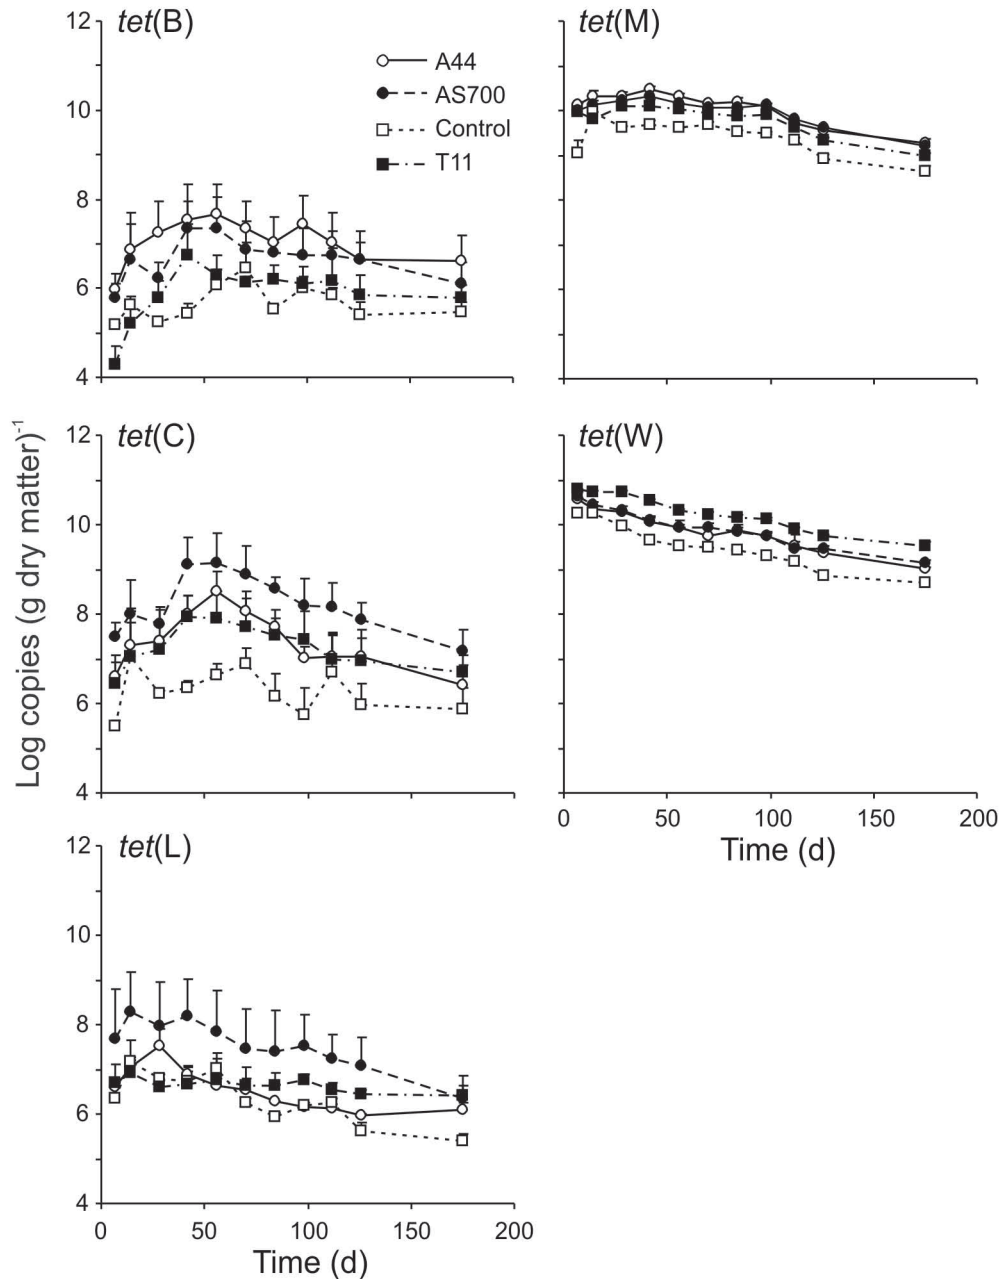 tet(B)
12
10
8
6
4
A44
AS700
Control
T11
tet(M)
tet(C)
12
10
8
6
4
Log copies (g dry matter)-1
tet(W)
0 50 100 150 200
Time (d)
tet(L)
12
10
8
6
4
0 50 100 150 200
Time (d)